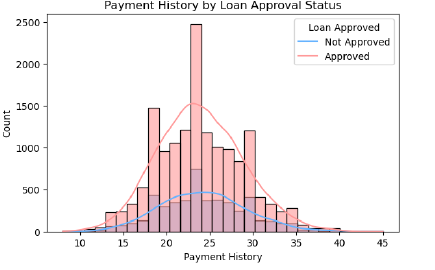 Payment History by Loan Approval Status
Loan Approved
Not Approved
Approved
2500
2000
1500
1000
500
0
Count
10 15 20 25 30 35 40 45
Payment History